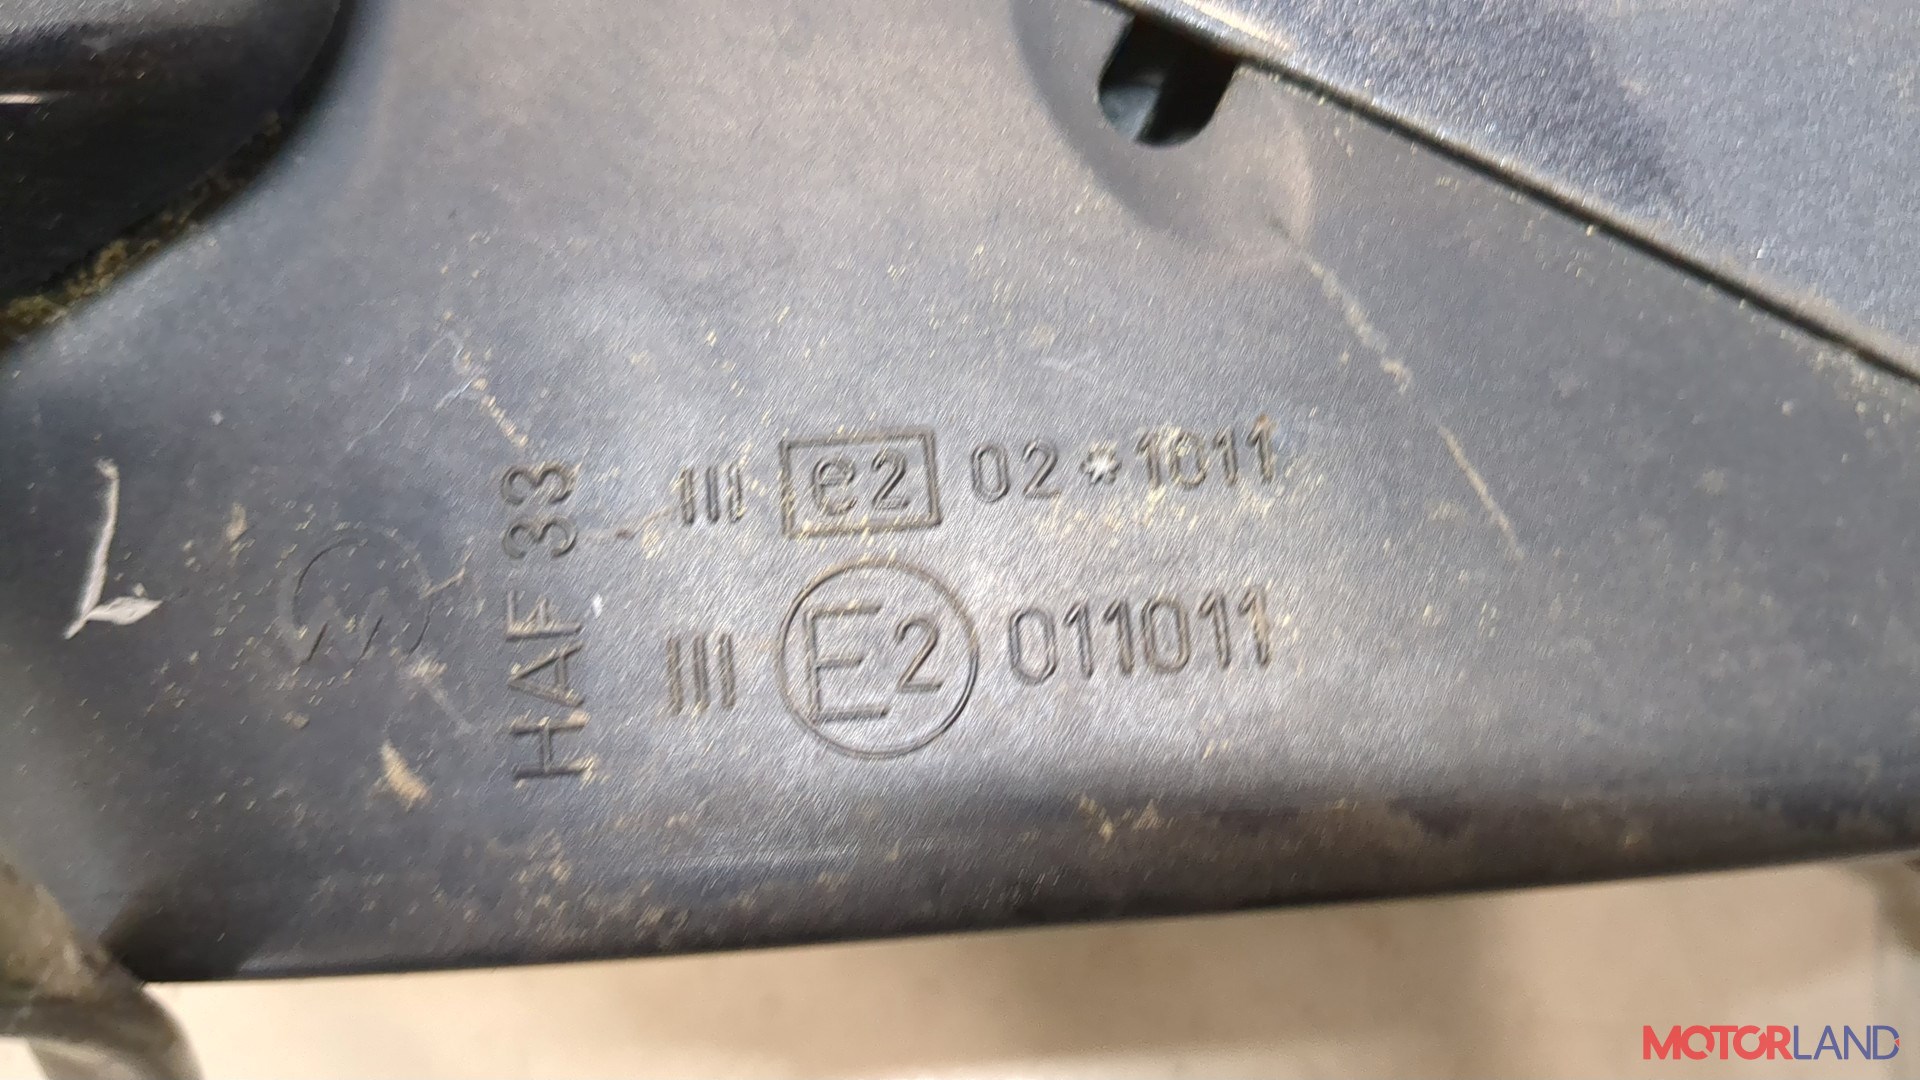 HAF 33
III e2 02*1011
III E2 011011
MOTORLAND